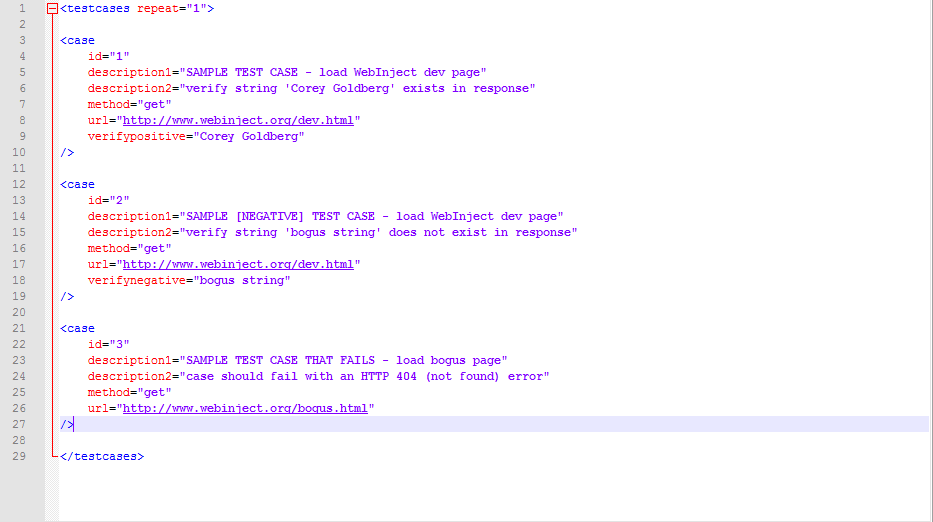 1 <testcases repeat="1">
2
3 <case
4 id="1"
5 description1="SAMPLE TEST CASE - load WebInject dev page"
6 description2="verify string 'Corey Goldberg' exists in response"
7 method="get"
8 url="http://www.webinject.org/dev.html"
9 verifypositive="Corey Goldberg"
10 />
11
12 <case
13 id="2"
14 description1="SAMPLE [NEGATIVE] TEST CASE - load WebInject dev page"
15 description2="verify string 'bogus string' does not exist in response"
16 method="get"
17 url="http://www.webinject.org/dev.html"
18 verifynegative="bogus string"
19 />
20
21 <case
22 id="3"
23 description1="SAMPLE TEST CASE THAT FAILS - load bogus page"
24 description2="case should fail with an HTTP 404 (not found) error"
25 method="get"
26 url="http://www.webinject.org/bogus.html"
27 />
28
29 </testcases>